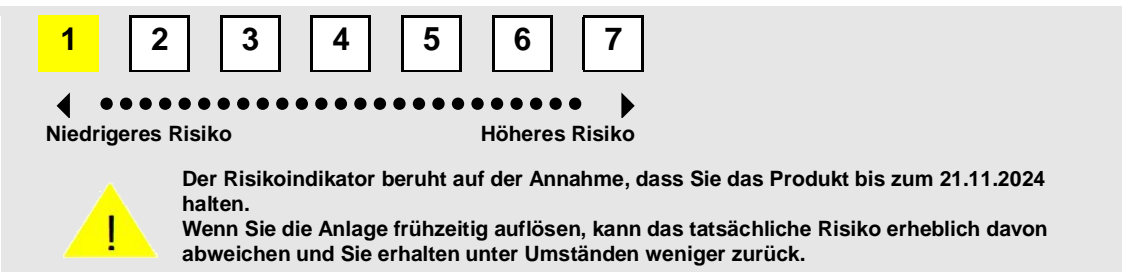 1 2 3 4 5 6 7
Niedrigeres Risiko Höheres Risiko
Der Risikoindikator beruht auf der Annahme, dass Sie das Produkt bis zum 21.11.2024
halten.
Wenn Sie die Anlage frühzeitig auflösen, kann das tatsächliche Risiko erheblich davon
abweichen und Sie erhalten unter Umständen weniger zurück.
!